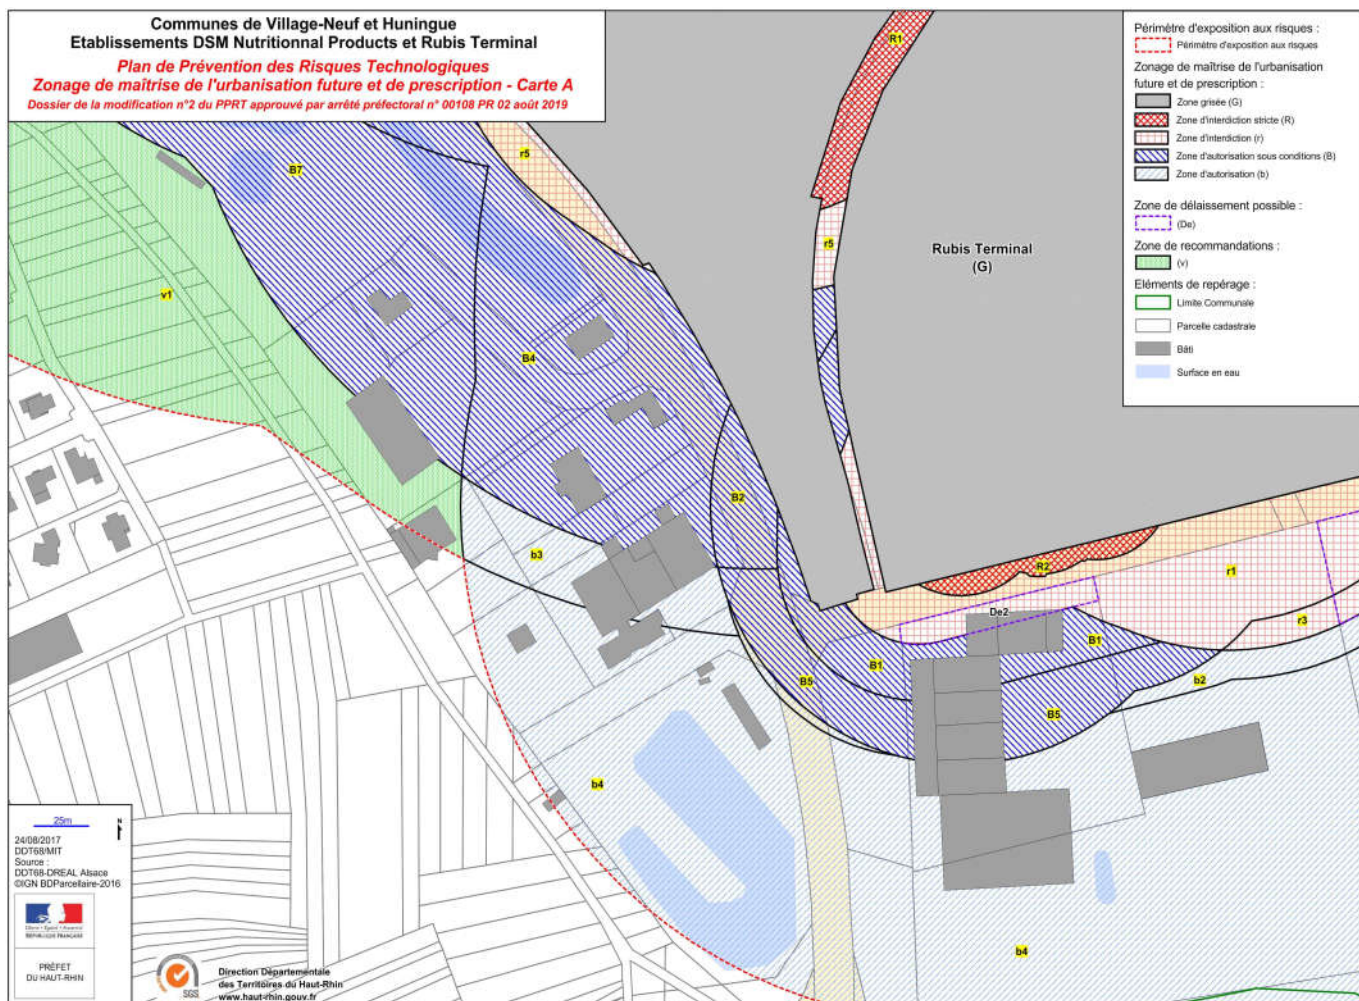 Communes de Village-Neuf et Huningue
Etablissements DSM Nutritionnal Products et Rubis Terminal
Plan de Prévention des Risques Technologiques
Zonage de maîtrise de l'urbanisation future et de prescription - Carte A
Dossier de la modification n°2 du PPRT approuvé par arrêté préfectoral n° 00108 PR 02 août 2019
Périmètre d'exposition aux risques :
Périmètre d'exposition aux risques
Zonage de maîtrise de l'urbanisation
future et de prescription :
Zone grisée (G)
Zone d'interdiction stricte (R)
Zone d'interdiction (r)
Zone d'autorisation sous conditions (B)
Zone d'autorisation (b)
Zone de délaissement possible :
(De)
Zone de recommandations :
(v)
Eléments de repérage :
Limite Communale
Parcelle cadastrale
Bâti
Surface en eau
R1
r5
B7
r5
Rubis Terminal
(G)
v1
B4
B2
b3
R2
r1
De2
r3
B1
B1
b2
B5
B5
b4
b4
25m
N
24/08/2017
DDT68/MIT
Source :
DDT68-DREAL Alsace
©IGN BDParcellaire-2016
Liberté • Égalité • Fraternité
RÉPUBLIQUE FRANÇAISE
PRÉFET
DU HAUT-RHIN
SGS
Direction Départementale
des Territoires du Haut-Rhin
www.haut-rhin.gouv.fr